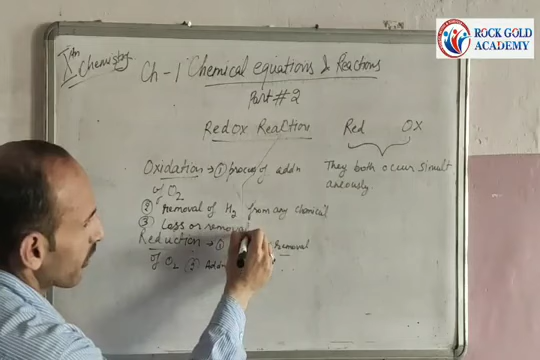 ROCK GOLD
ACADEMY
Xth
Chemistry
Ch-1 Chemical equations & Reactions
Part # 2
Redox Reaction
Red OX
Oxidation → ① process of addn
of O2
They both occur simult
aneously.
② removal of H2 from any chemical
③ Loss or removal
Reduction → ① removal
of O2 ② Addn